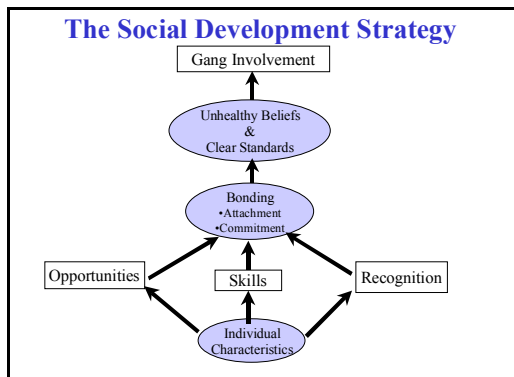 The Social Development Strategy
Gang Involvement
Unhealthy Beliefs
&
Clear Standards
Bonding
•Attachment
•Commitment
Opportunities
Skills
Recognition
Individual
Characteristics